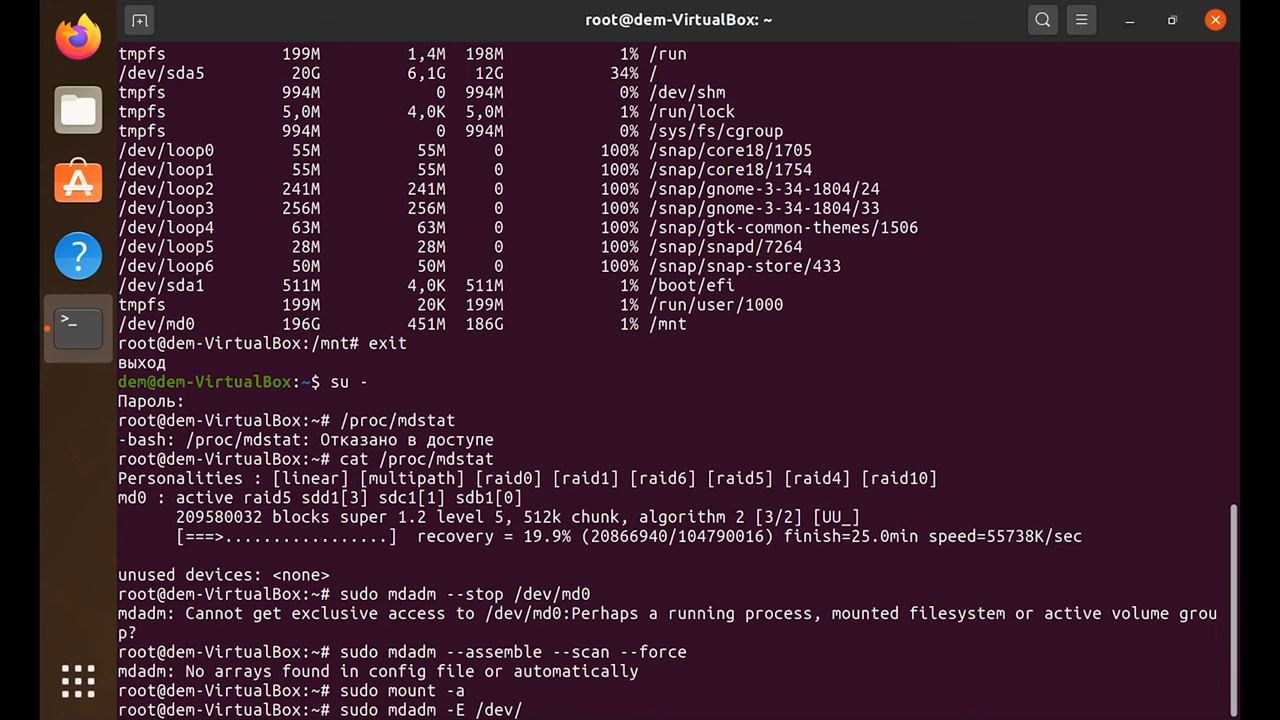 root@dem-VirtualBox: ~
tmpfs 199M 1,4M 198M 1% /run
/dev/sda5 20G 6,1G 12G 34% /
tmpfs 994M 0 994M 0% /dev/shm
tmpfs 5,0M 4,0K 5,0M 1% /run/lock
tmpfs 994M 0 994M 0% /sys/fs/cgroup
/dev/loop0 55M 55M 0 100% /snap/core18/1705
/dev/loop1 55M 55M 0 100% /snap/core18/1754
/dev/loop2 241M 241M 0 100% /snap/gnome-3-34-1804/24
/dev/loop3 256M 256M 0 100% /snap/gnome-3-34-1804/33
/dev/loop4 63M 63M 0 100% /snap/gtk-common-themes/1506
/dev/loop5 28M 28M 0 100% /snap/snapd/7264
/dev/loop6 50M 50M 0 100% /snap/snap-store/433
/dev/sda1 511M 4,0K 511M 1% /boot/efi
tmpfs 199M 20K 199M 1% /run/user/1000
/dev/md0 196G 451M 186G 1% /mnt
root@dem-VirtualBox:/mnt# exit
выход
dem@dem-VirtualBox:~$ su -
Пароль:
root@dem-VirtualBox:~# /proc/mdstat
-bash: /proc/mdstat: Отказано в доступе
root@dem-VirtualBox:~# cat /proc/mdstat
Personalities : [linear] [multipath] [raid0] [raid1] [raid6] [raid5] [raid4] [raid10]
md0 : active raid5 sdd1[3] sdc1[1] sdb1[0]
209580032 blocks super 1.2 level 5, 512k chunk, algorithm 2 [3/2] [UU_]
[===>.................] recovery = 19.9% (20866940/104790016) finish=25.0min speed=55738K/sec
unused devices: <none>
root@dem-VirtualBox:~# sudo mdadm --stop /dev/md0
mdadm: Cannot get exclusive access to /dev/md0:Perhaps a running process, mounted filesystem or active volume grou
p?
root@dem-VirtualBox:~# sudo mdadm --assemble --scan --force
mdadm: No arrays found in config file or automatically
root@dem-VirtualBox:~# sudo mount -a
root@dem-VirtualBox:~# sudo mdadm -E /dev/